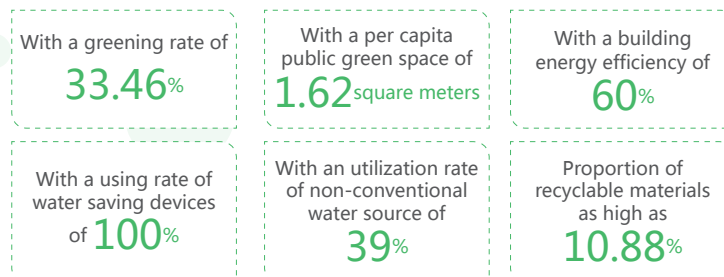 With a greening rate of
33.46%
With a per capita
public green space of
1.62 square meters
With a building
energy efficiency of
60%
With a using rate of
water saving devices
of 100%
With an utilization rate
of non-conventional
water source of
39%
Proportion of
recyclable materials
as high as
10.88%